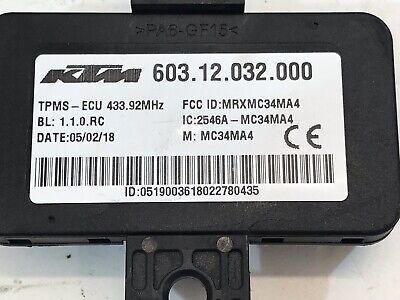 >PA6-GF15<
KTM 603.12.032.000
TPMS-ECU 433.92MHz FCC ID:MRXMC34MA4
BL: 1.1.0.RC IC:2546A-MC34MA4
DATE:05/02/18 M: MC34MA4 CE
ID:0519003618022780435